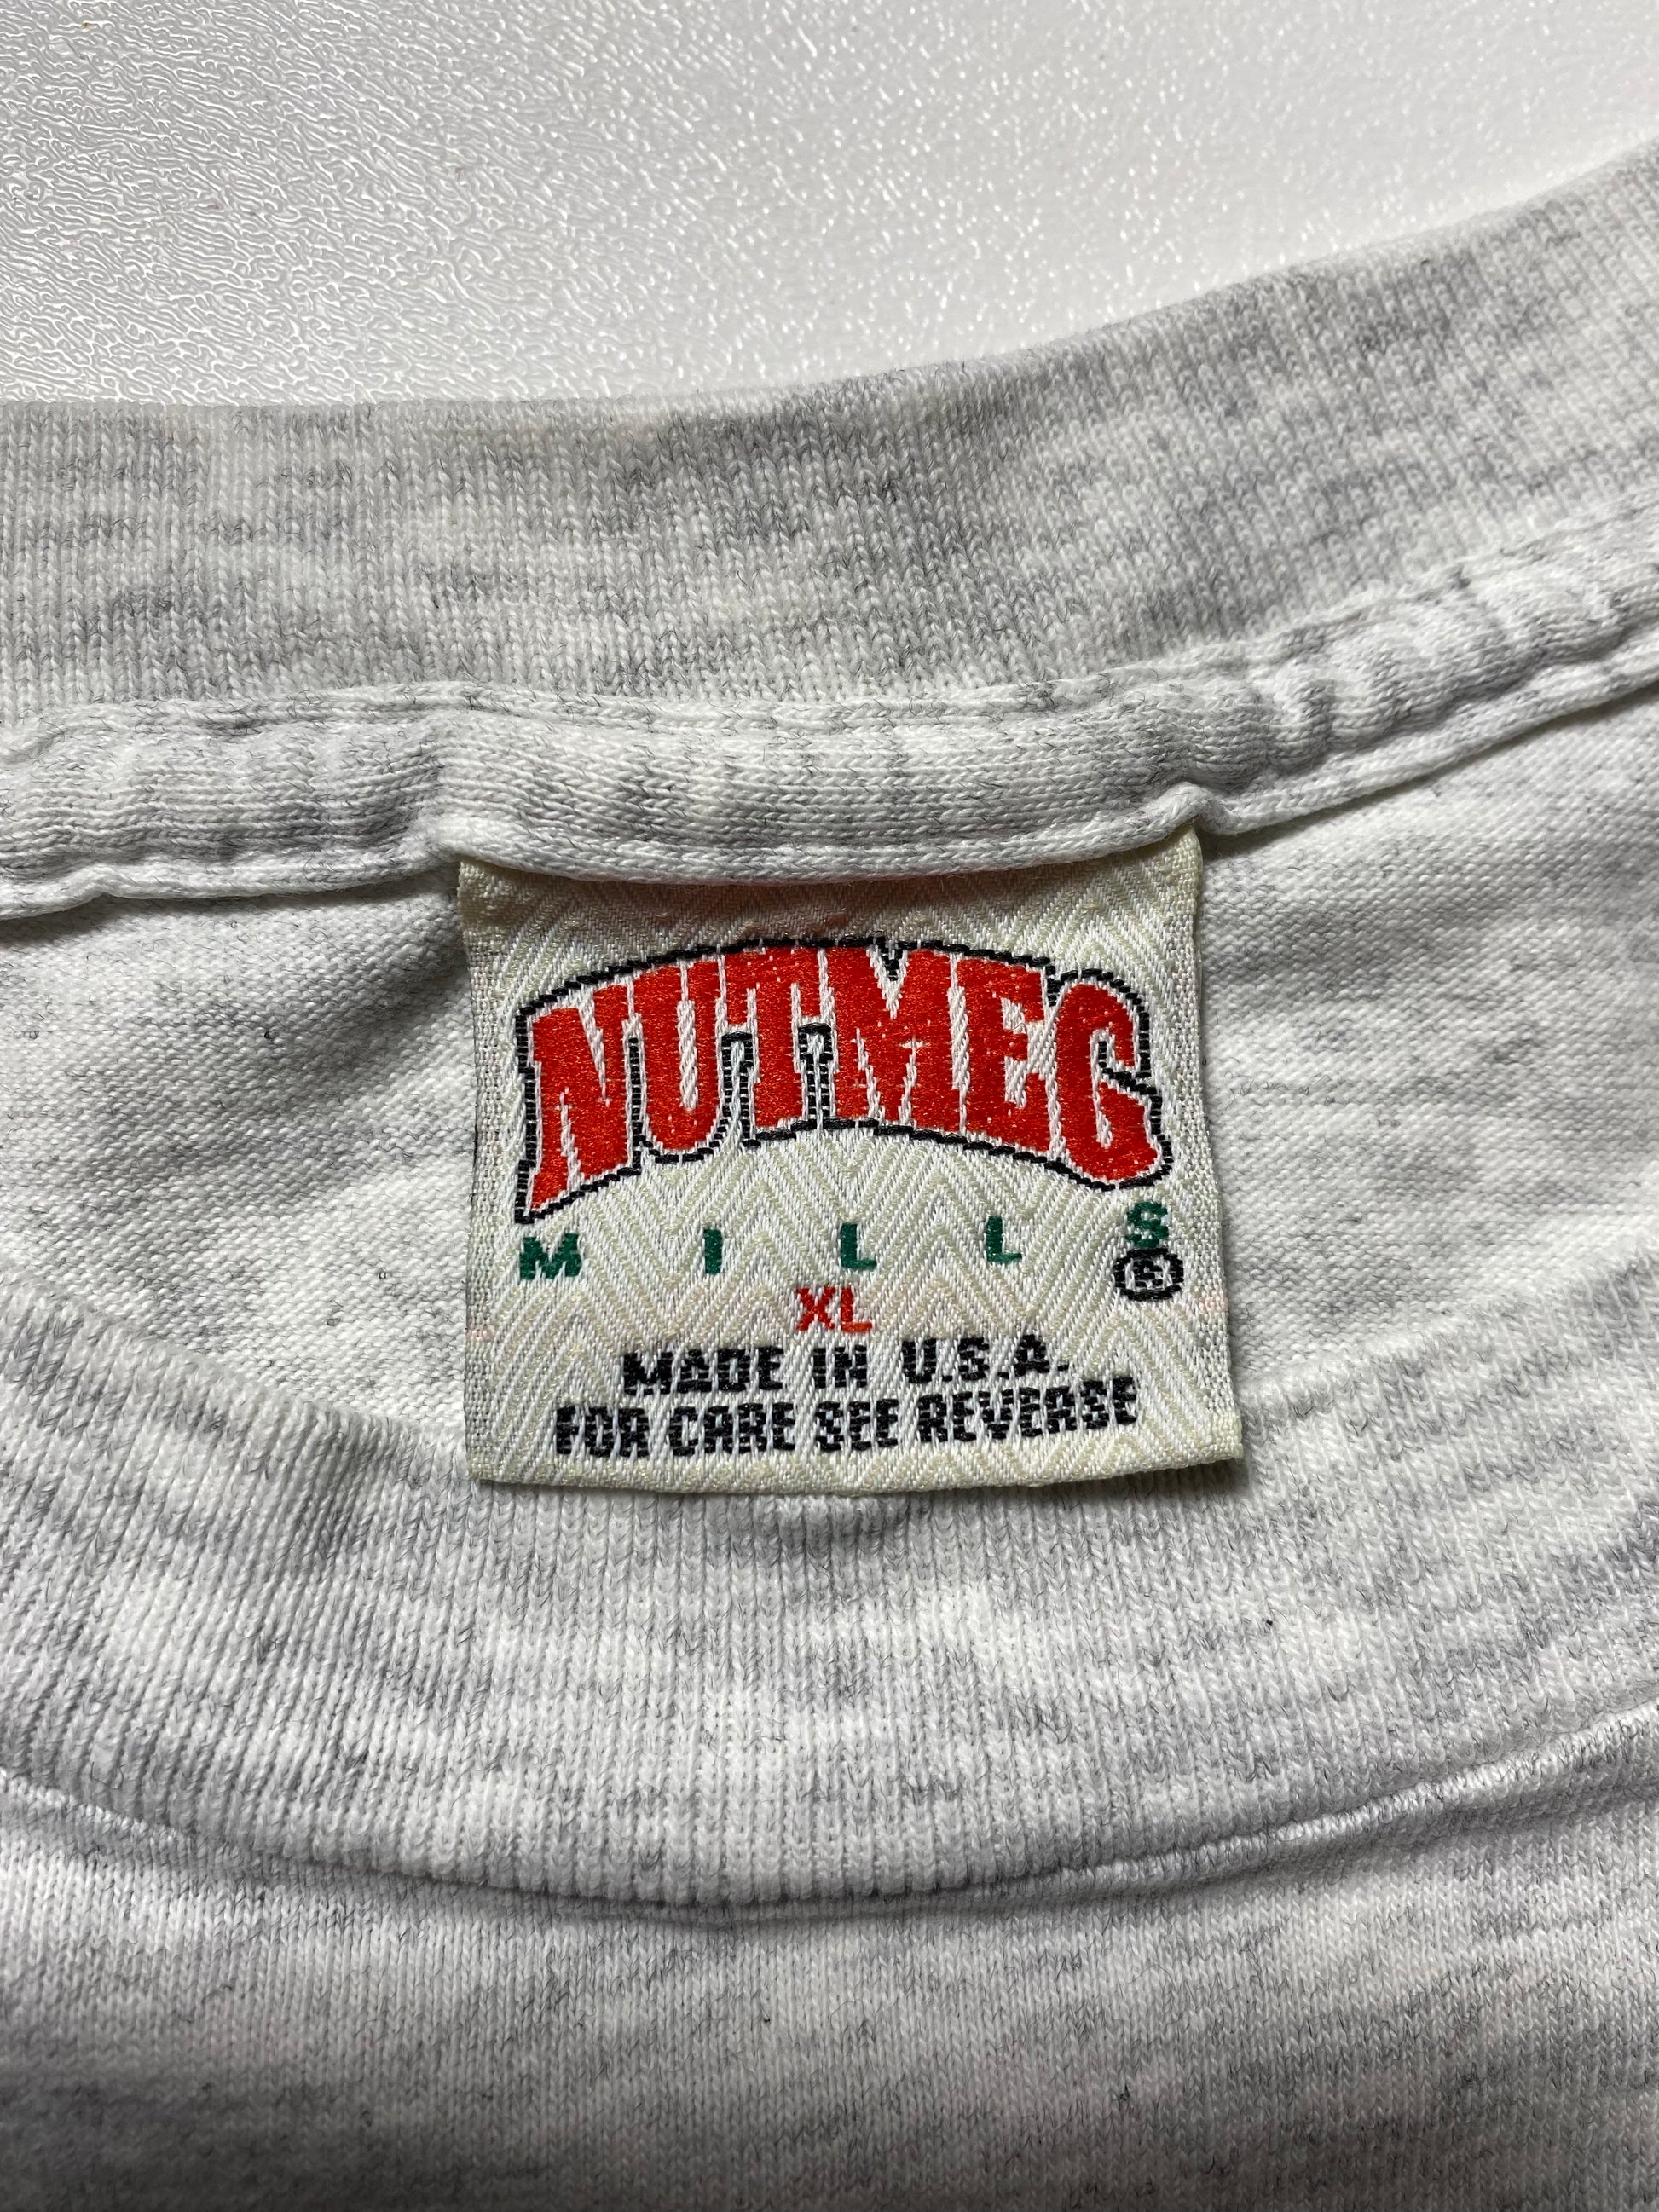 NUTMEG
MILLS
®
XL
MADE IN U.S.A.
FOR CARE SEE REVERSE